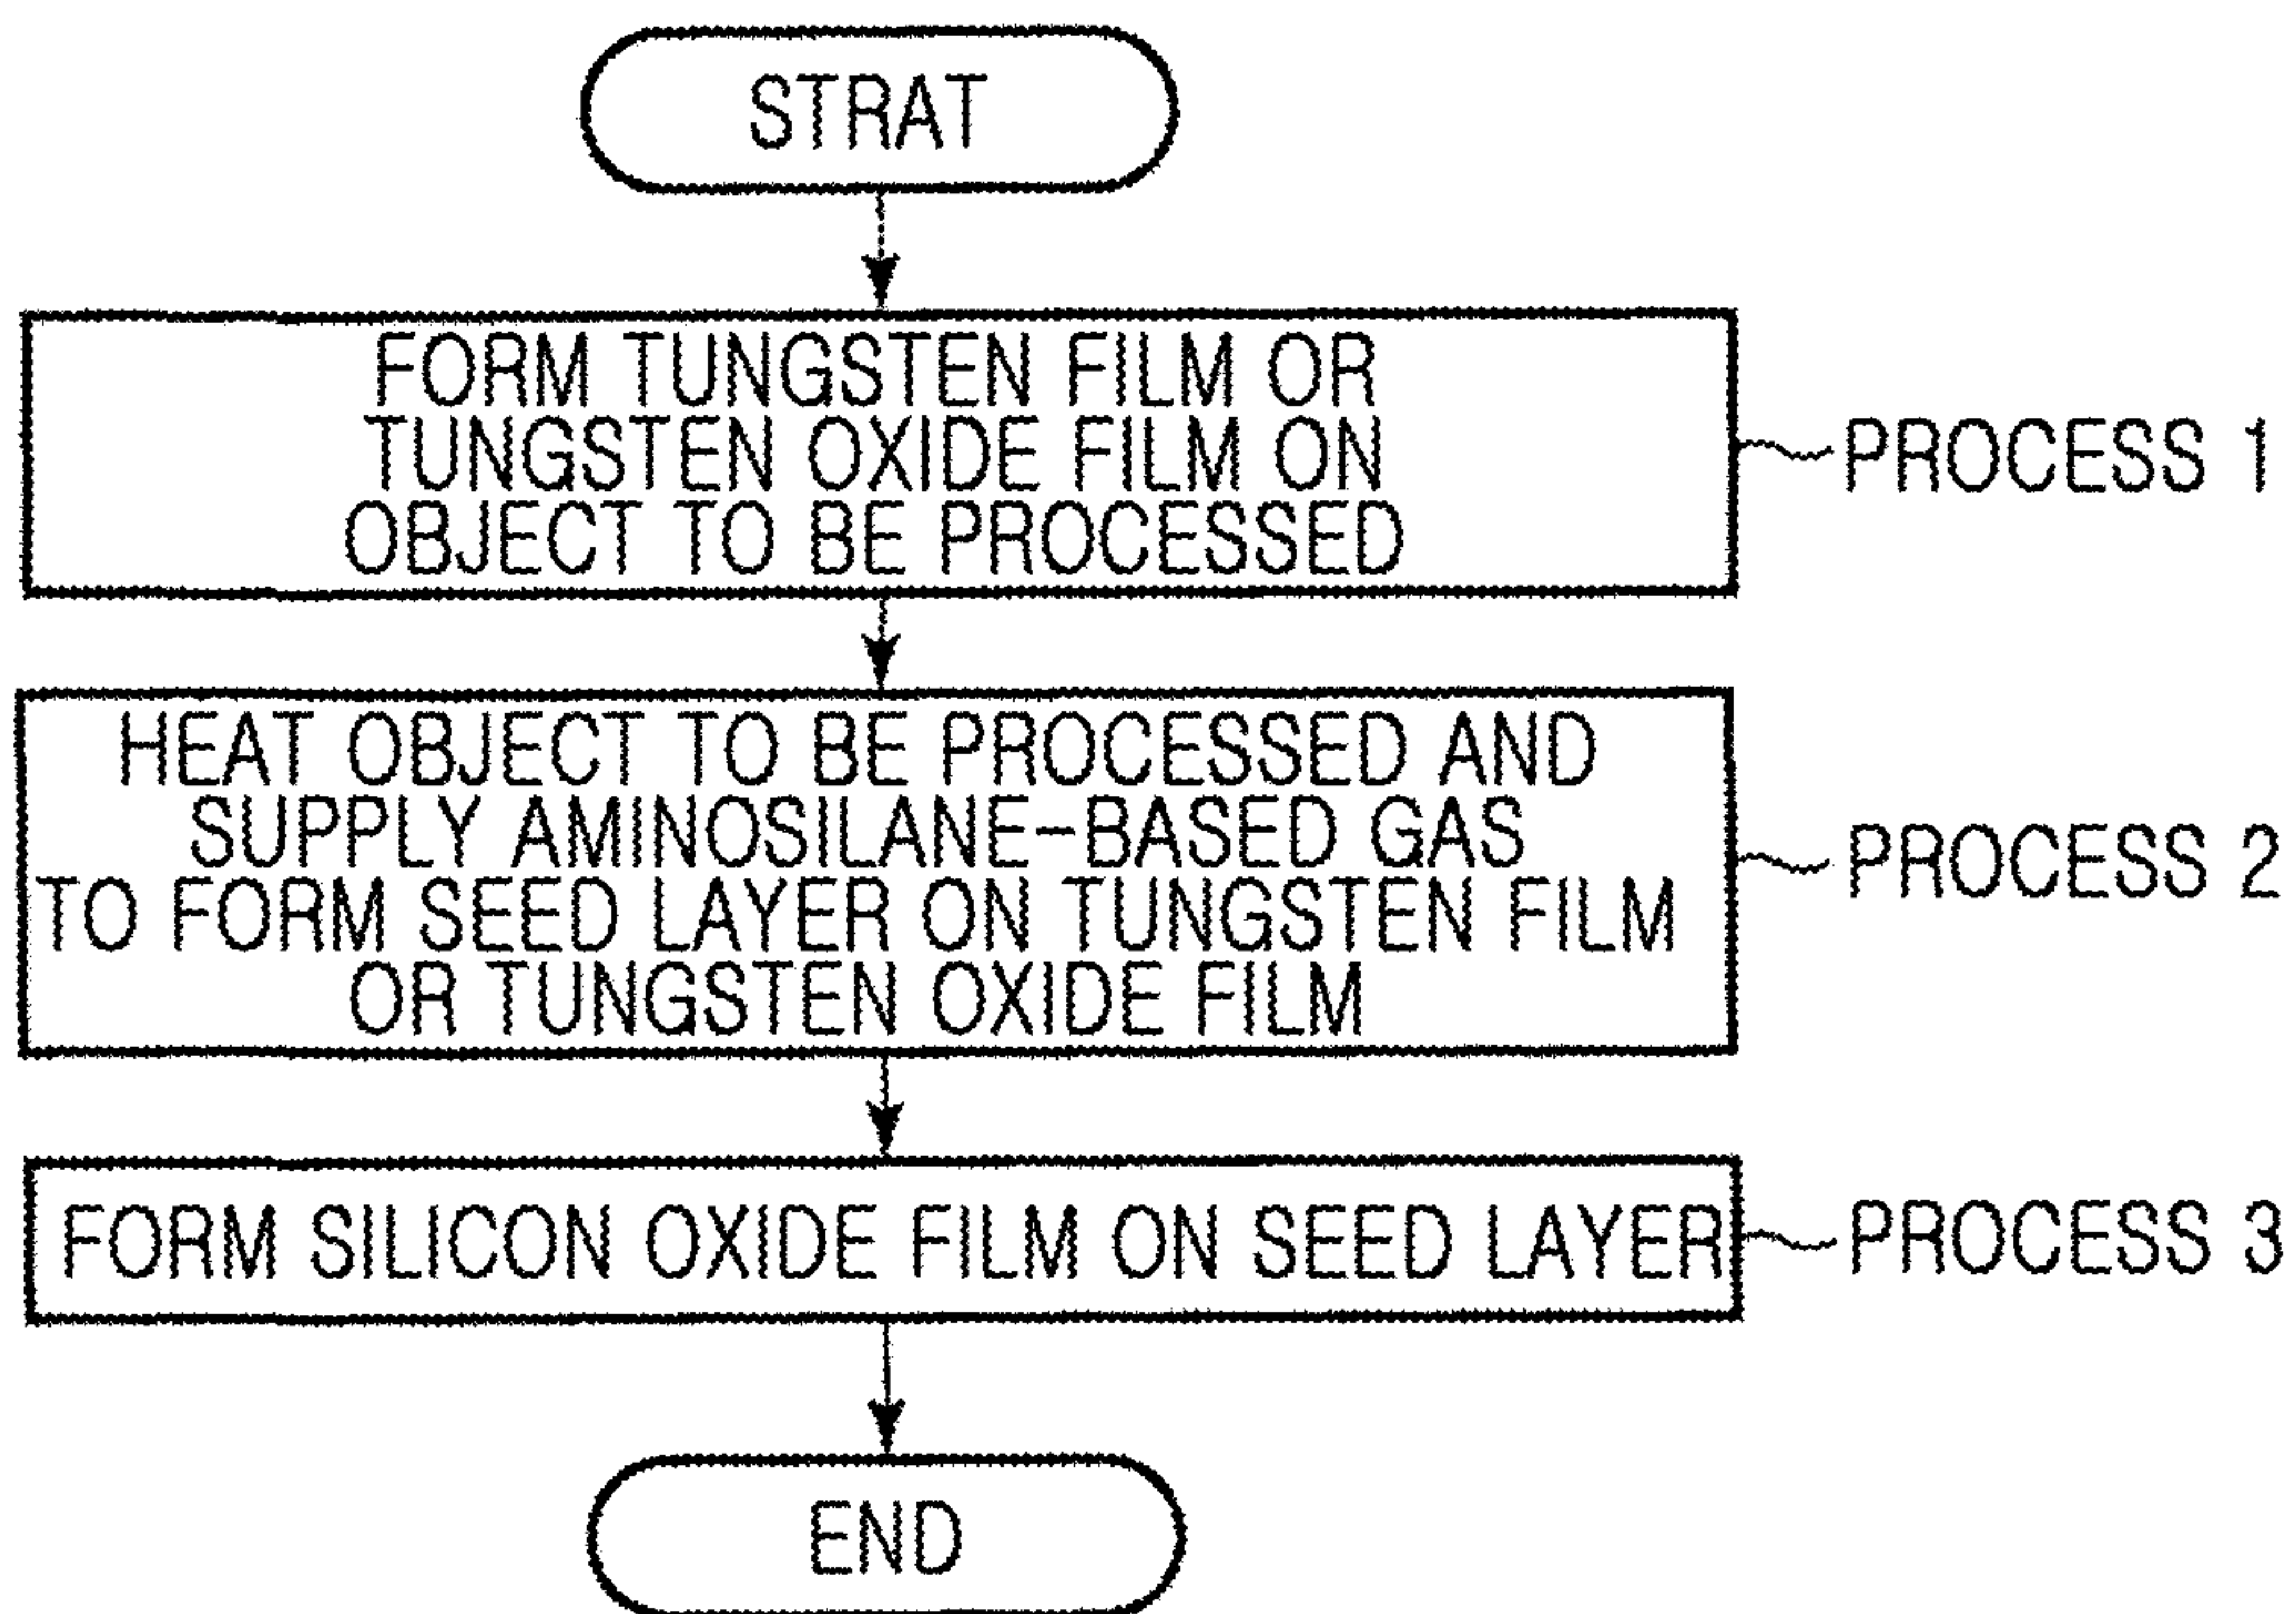 STRAT
FORM TUNGSTEN FILM OR
TUNGSTEN OXIDE FILM ON
OBJECT TO BE PROCESSED
PROCESS 1
HEAT OBJECT TO BE PROCESSED AND
SUPPLY AMINOSILANE-BASED GAS
TO FORM SEED LAYER ON TUNGSTEN FILM
OR TUNGSTEN OXIDE FILM
PROCESS 2
FORM SILICON OXIDE FILM ON SEED LAYER
PROCESS 3
END